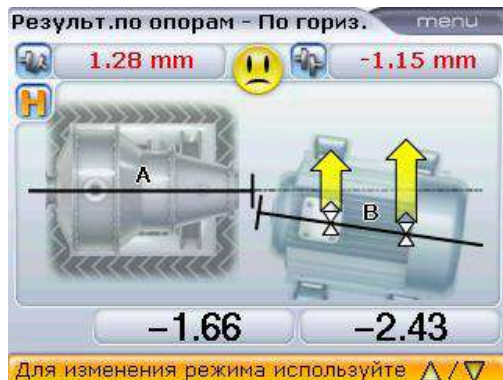 Результ.по опорам - По гориз. menu
1.28 mm -1.15 mm
H
A
B
-1.66 -2.43
Для изменения режима используйте △/▽